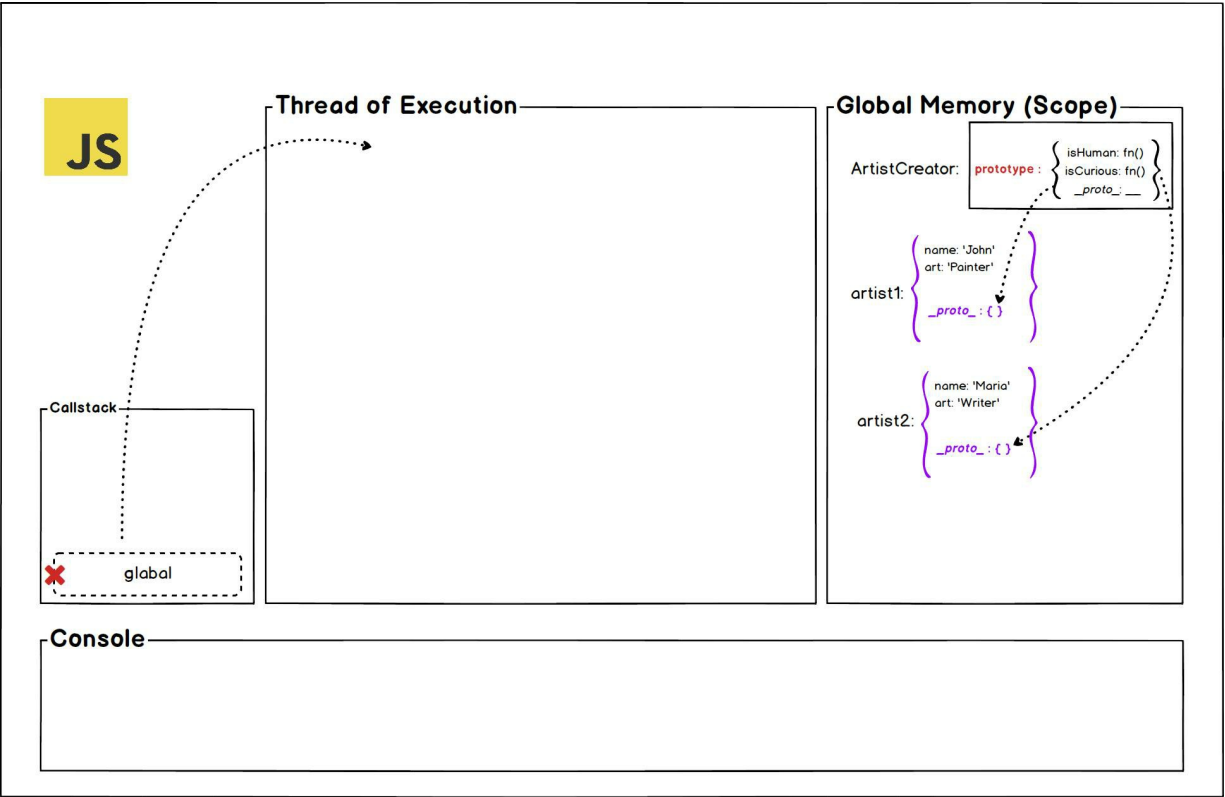 JS
Thread of Execution
Global Memory (Scope)
ArtistCreator:
prototype :
isHuman: fn()
isCurious: fn()
_proto_: __
artist1:
name: 'John'
art: 'Painter'
_proto_ : { }
artist2:
name: 'Maria'
art: 'Writer'
_proto_ : { }
Callstack
glabal
Console